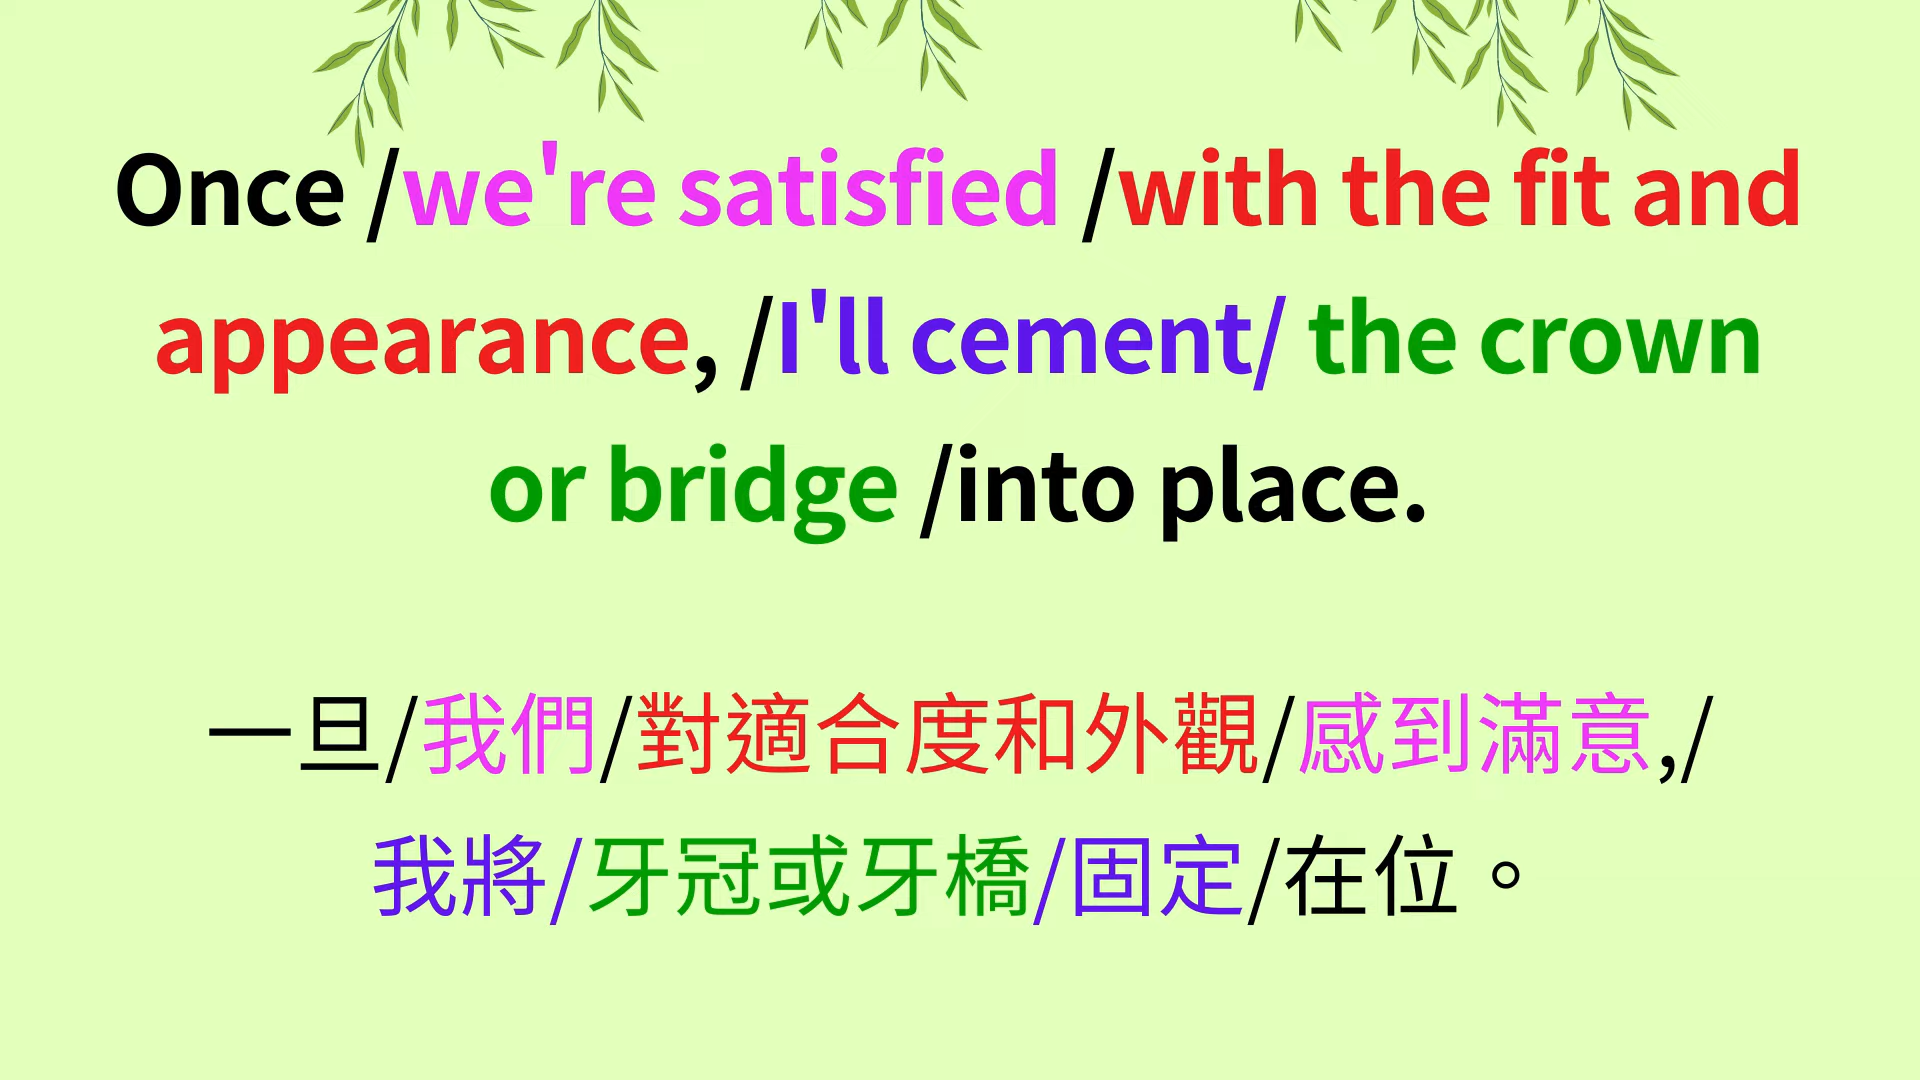 Once /we're satisfied /with the fit and
appearance, /I'll cement/ the crown
or bridge /into place.
一旦/我們/對適合度和外觀/感到滿意,/
我將/牙冠或牙橋/固定/在位。